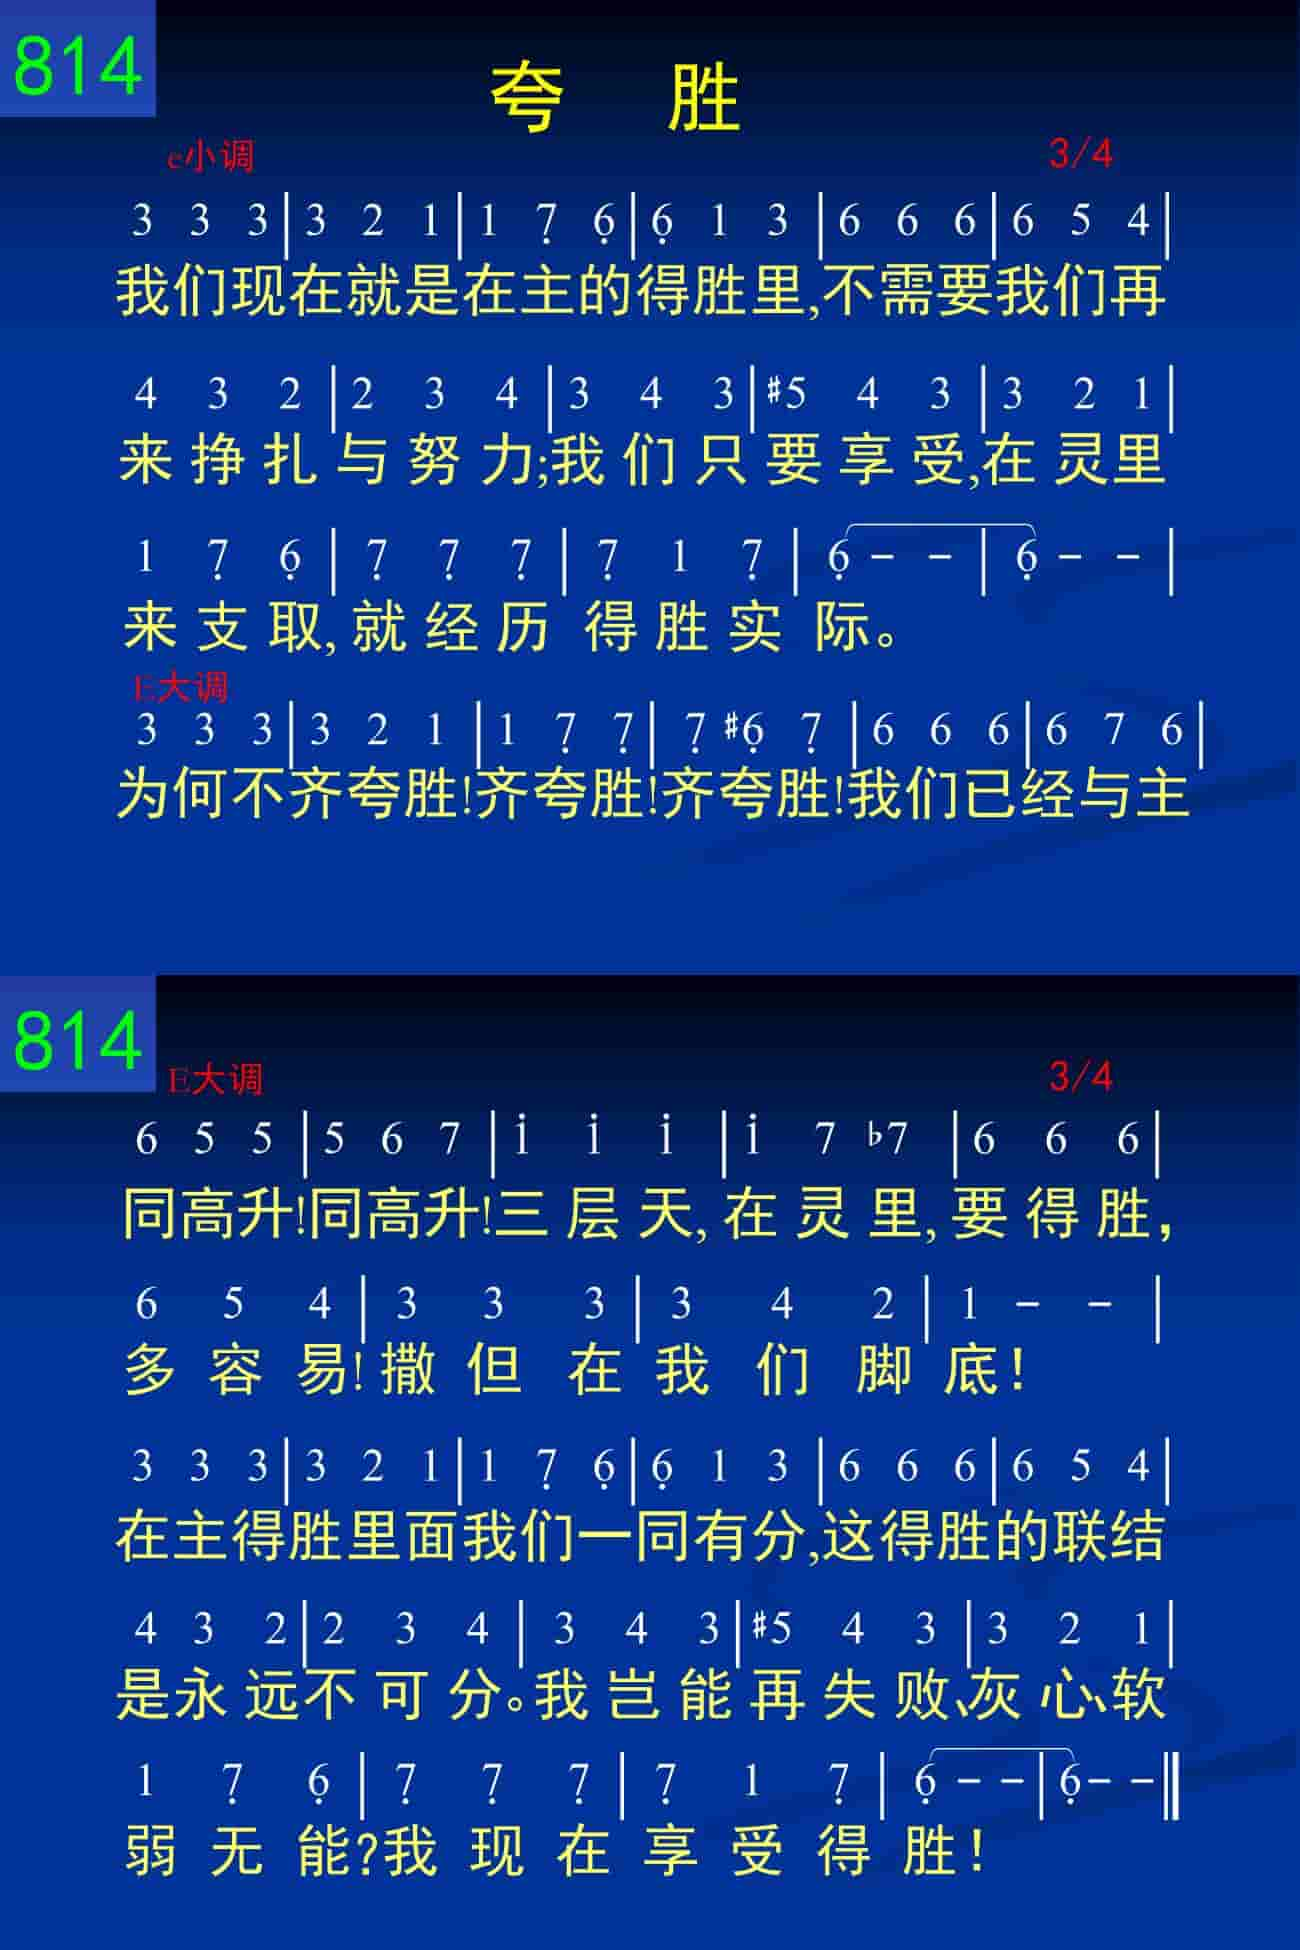 814
夸 胜
e小调 3/4
3 3 3|3 2 1|1 7̣ 6̣|6̣ 1 3|6 6 6|6 5 4|
我们现在就是在主的得胜里,不需要我们再
4 3 2|2 3 4|3 4 3|#5 4 3|3 2 1|
来挣扎与努力;我们只要享受,在灵里
1 7̣ 6̣|7̣ 7̣ 7̣|7̣ 1 7̣|6̣ - -|6̣ - -|
来支取,就经历得胜实际。
E大调
3 3 3|3 2 1|1 7̣ 7̣|7̣ #6̣ 7̣|6 6 6|6 7 6|
为何不齐夸胜!齐夸胜!齐夸胜!我们已经与主
814
E大调 3/4
6 5 5|5 6 7|1̇ 1̇ 1̇|1̇ 7 ♭7|6 6 6|
同高升!同高升!三层天,在灵里,要得胜，
6 5 4|3 3 3|3 4 2|1 - -|
多容易!撒但在我们脚底!
3 3 3|3 2 1|1 7̣ 6̣|6̣ 1 3|6 6 6|6 5 4|
在主得胜里面我们一同有分,这得胜的联结
4 3 2|2 3 4|3 4 3|#5 4 3|3 2 1|
是永远不可分。我岂能再失败、灰心、软
1 7̣ 6̣|7̣ 7̣ 7̣|7̣ 1 7̣|6̣ - -|6̣ - -‖
弱无能?我现在享受得胜!